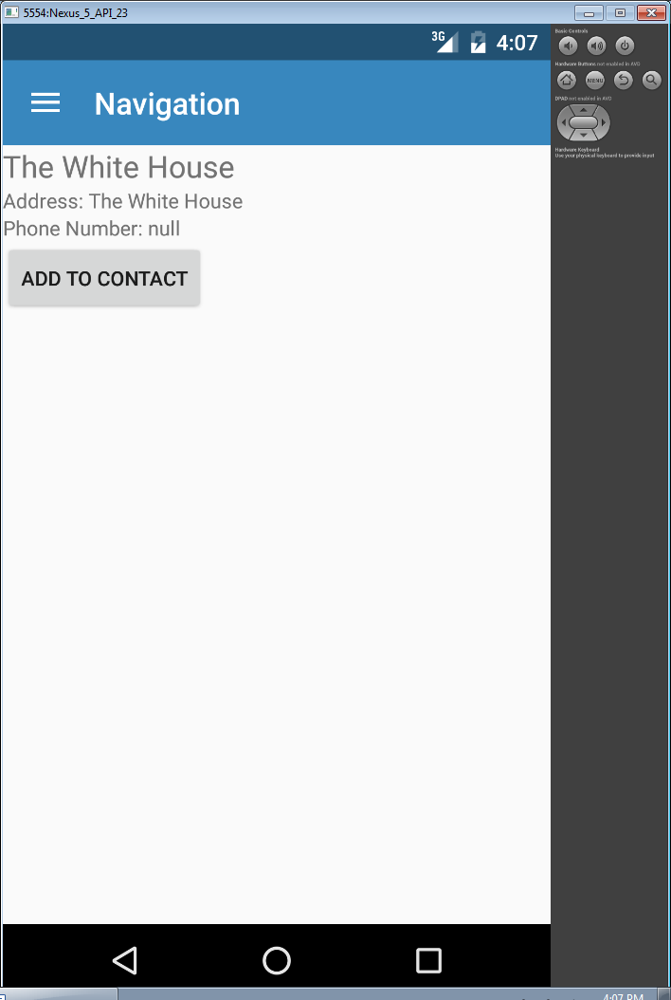 5554:Nexus_5_API_23
3G 4:07
Navigation
The White House
Address: The White House
Phone Number: null
ADD TO CONTACT
Basic Controls
Hardware Buttons not enabled in AVD
MENU
DPAD not enabled in AVD
Hardware Keyboard
Use your physical keyboard to provide input
4:07 PM